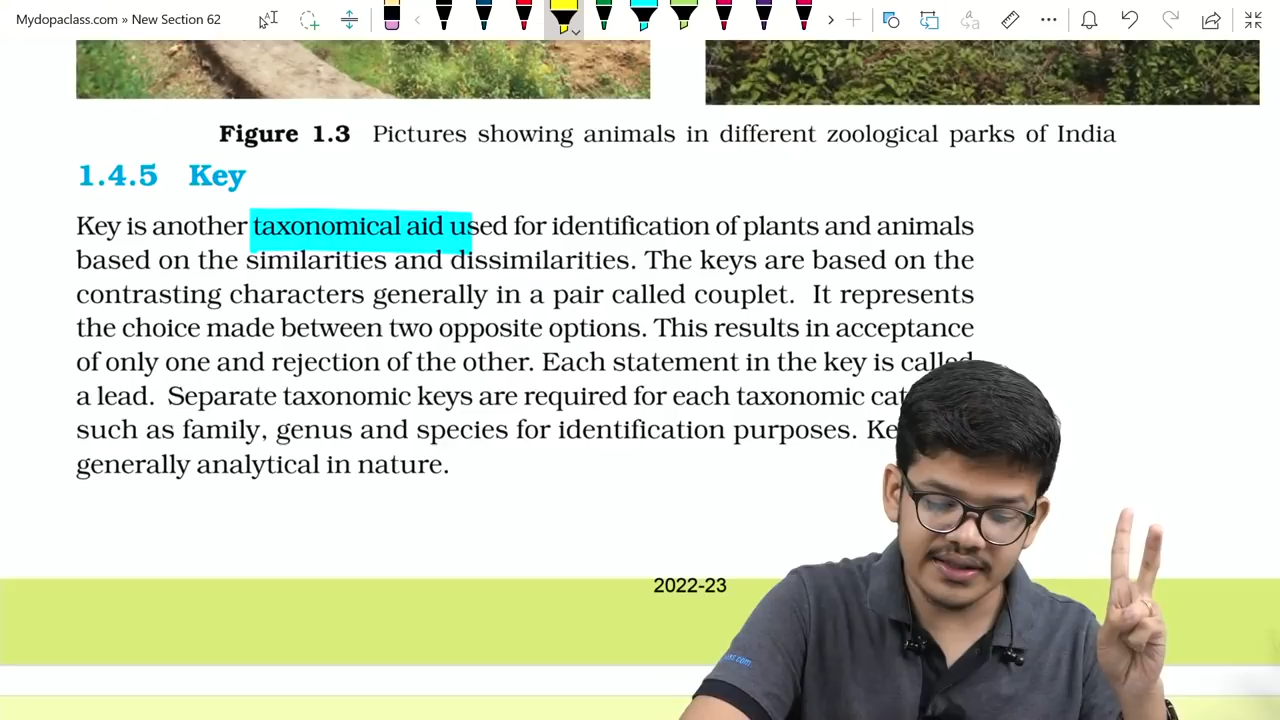 Mydopaclass.com » New Section 62
Figure 1.3 Pictures showing animals in different zoological parks of India
1.4.5 Key
Key is another taxonomical aid used for identification of plants and animals
based on the similarities and dissimilarities. The keys are based on the
contrasting characters generally in a pair called couplet. It represents
the choice made between two opposite options. This results in acceptance
of only one and rejection of the other. Each statement in the key is called
a lead. Separate taxonomic keys are required for each taxonomic
such as family, genus and species for identification purposes.
generally analytical in nature.
2022-23